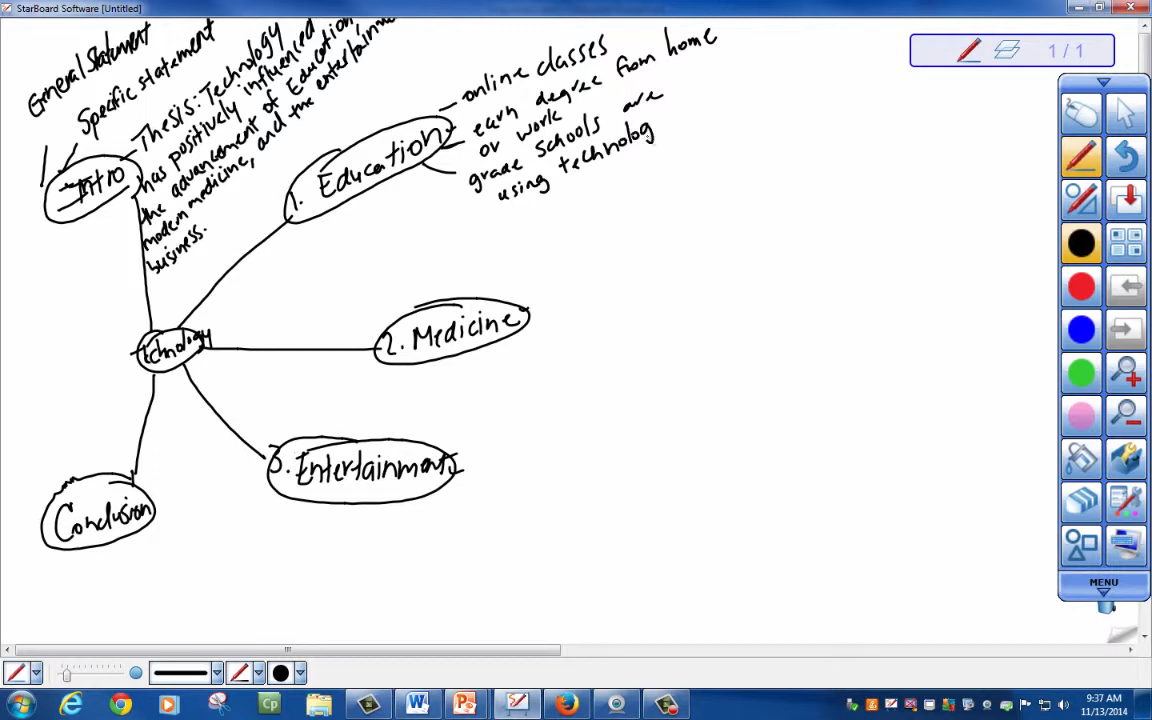 StarBoard Software [Untitled]
General Statement
Specific statement
Thesis: Technology
has positively influenced
the advancement of Education,
modern medicine, and the entertainm
business.
Intro
1. Education
online classes
earn degree from home
or work
grade schools are
using technolog
Technology
2. Medicine
3. Entertainment
Conclusion
1 / 1
MENU
Cp
9:37 AM
11/13/2014